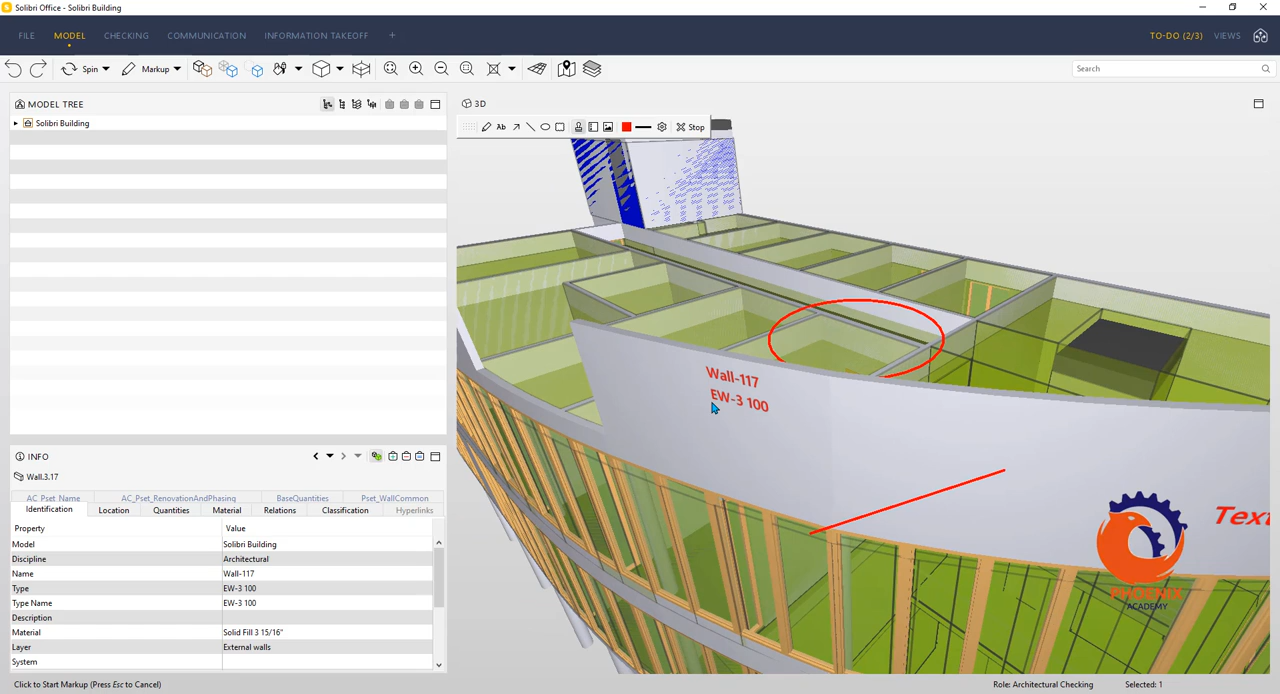 Solibri Office - Solibri Building
FILE MODEL CHECKING COMMUNICATION INFORMATION TAKEOFF + TO-DO (2/3) VIEWS
Spin Markup Search
MODEL TREE
Solibri Building
3D
Ab Stop
Wall-117
EW-3 100
Text
PHOENIX
ACADEMY
INFO
Wall.3.17
AC_Pset_Name AC_Pset_RenovationAndPhasing BaseQuantities Pset_WallCommon
Identification Location Quantities Material Relations Classification Hyperlinks
Property Value
Model Solibri Building
Discipline Architectural
Name Wall-117
Type EW-3 100
Type Name EW-3 100
Description
Material Solid Fill 3 15/16"
Layer External walls
System
Click to Start Markup (Press Esc to Cancel) Role: Architectural Checking Selected: 1